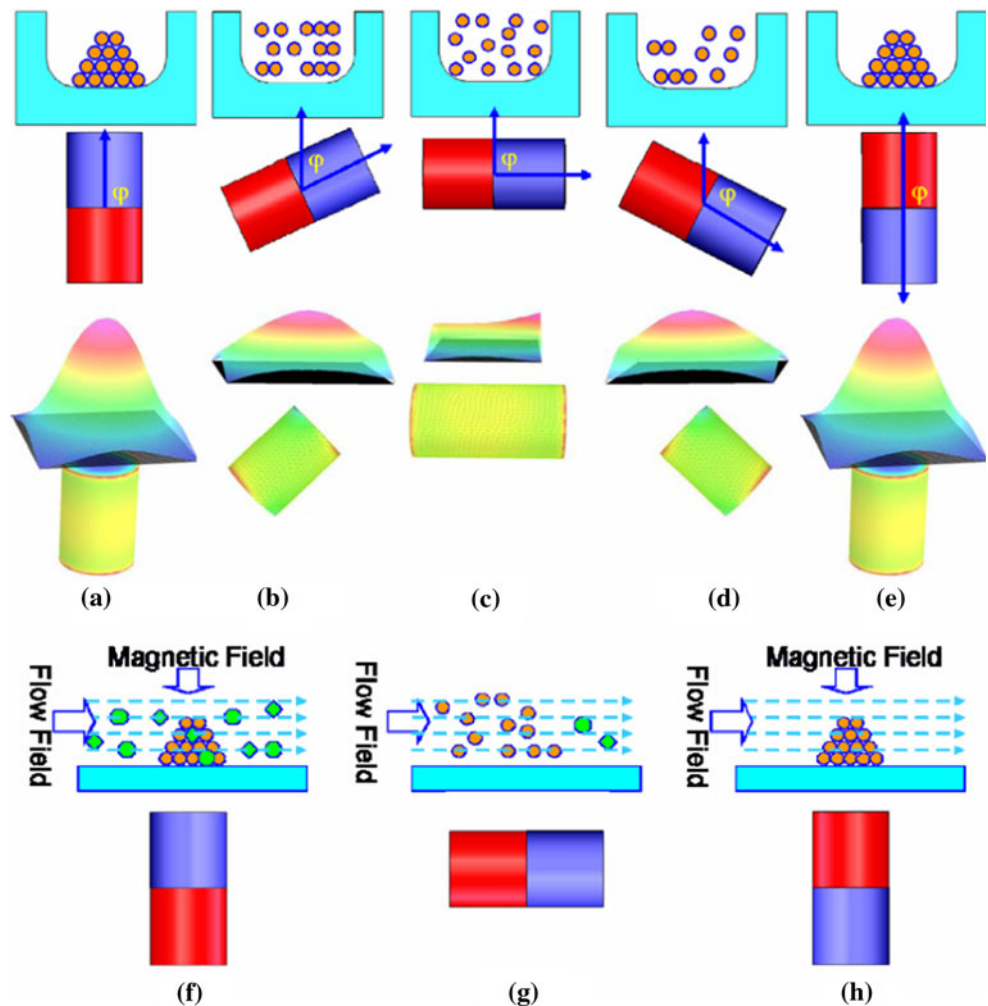 φ
φ
φ
φ
φ
(a)
(b)
(c)
(d)
(e)
Magnetic Field
Flow Field
Flow Field
Magnetic Field
Flow Field
(f)
(g)
(h)